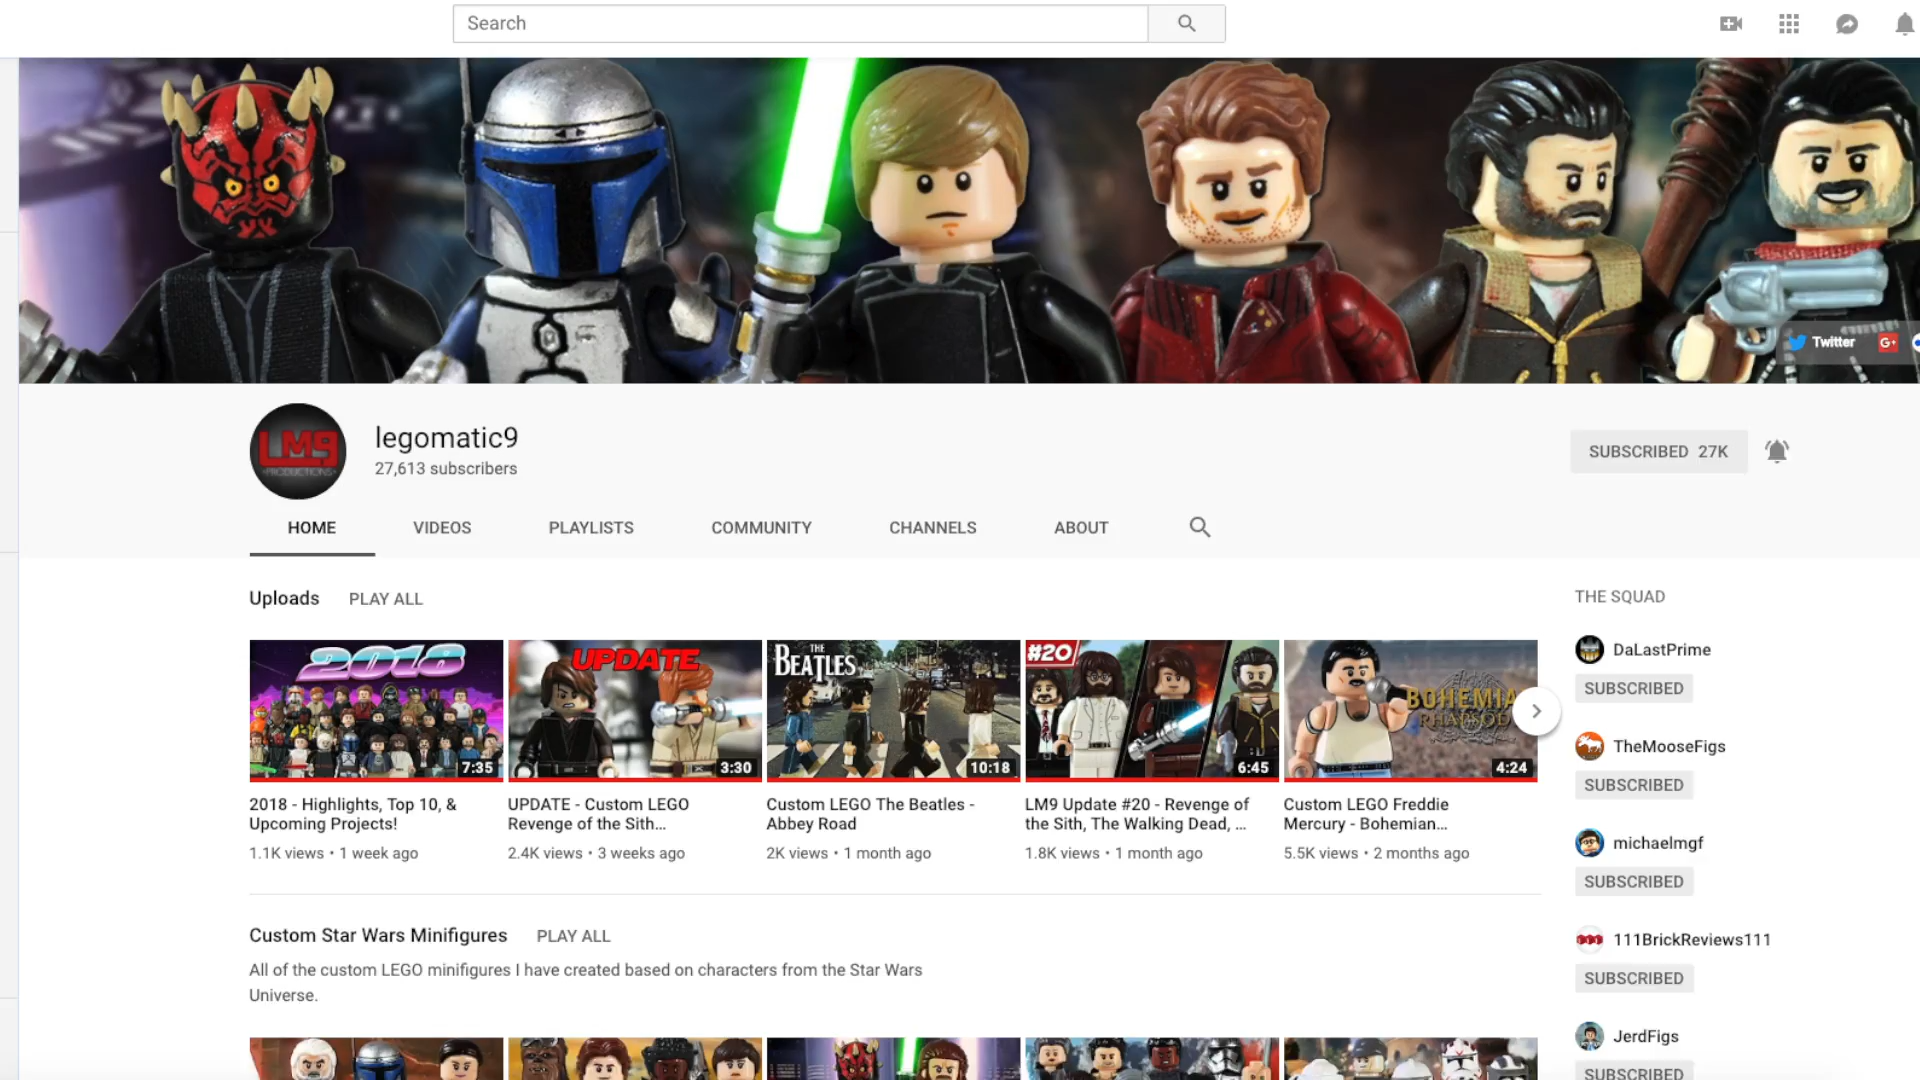 Search
Twitter
G+
LM9
PRODUCTIONS
legomatic9
27,613 subscribers
SUBSCRIBED 27K
HOME VIDEOS PLAYLISTS COMMUNITY CHANNELS ABOUT
Uploads PLAY ALL
THE SQUAD
2018
7:35
UPDATE
3:30
THE
BEATLES
10:18
#20
6:45
BOHEMIA
RHAPSOD
4:24
2018 - Highlights, Top 10, &
Upcoming Projects!
1.1K views • 1 week ago
UPDATE - Custom LEGO
Revenge of the Sith...
2.4K views • 3 weeks ago
Custom LEGO The Beatles -
Abbey Road
2K views • 1 month ago
LM9 Update #20 - Revenge of
the Sith, The Walking Dead, ...
1.8K views • 1 month ago
Custom LEGO Freddie
Mercury - Bohemian...
5.5K views • 2 months ago
DaLastPrime
SUBSCRIBED
TheMooseFigs
SUBSCRIBED
michaelmgf
SUBSCRIBED
111BrickReviews111
SUBSCRIBED
JerdFigs
SUBSCRIBED
Custom Star Wars Minifigures PLAY ALL
All of the custom LEGO minifigures I have created based on characters from the Star Wars
Universe.